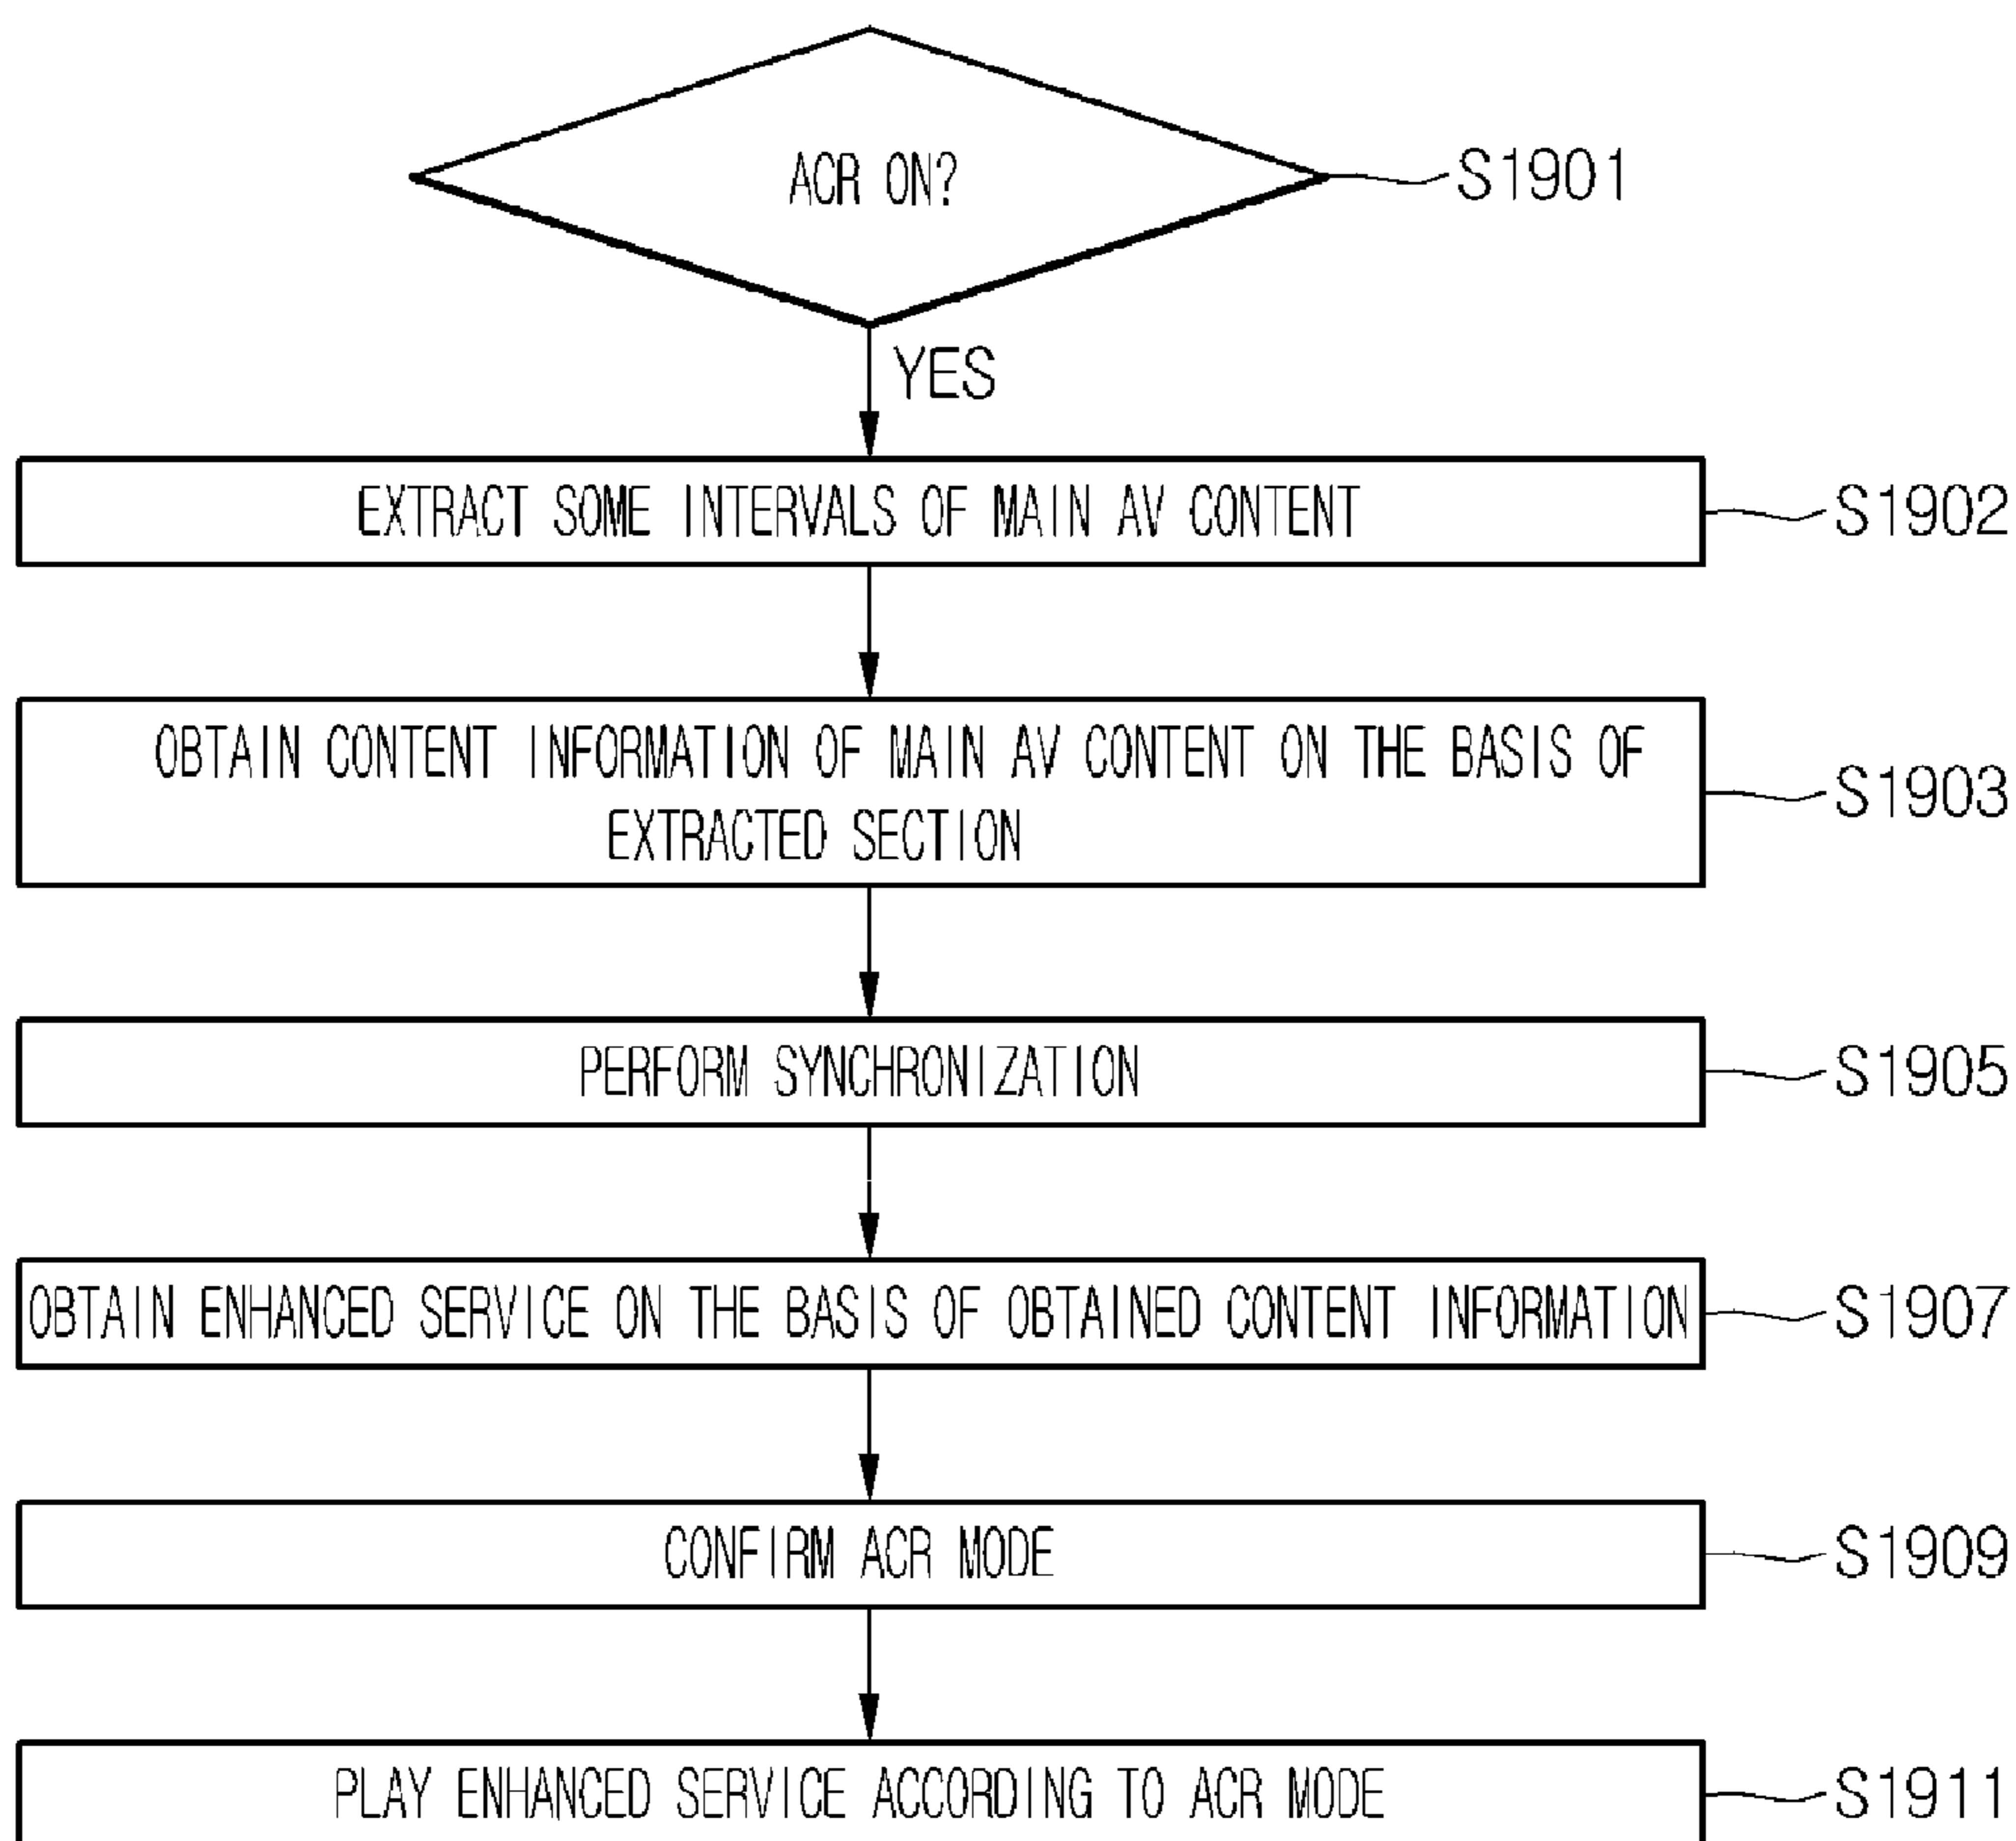 ACR ON?
S1901
YES
EXTRACT SOME INTERVALS OF MAIN AV CONTENT
S1902
OBTAIN CONTENT INFORMATION OF MAIN AV CONTENT ON THE BASIS OF
EXTRACTED SECTION
S1903
PERFORM SYNCHRONIZATION
S1905
OBTAIN ENHANCED SERVICE ON THE BASIS OF OBTAINED CONTENT INFORMATION
S1907
CONFIRM ACR MODE
S1909
PLAY ENHANCED SERVICE ACCORDING TO ACR MODE
S1911